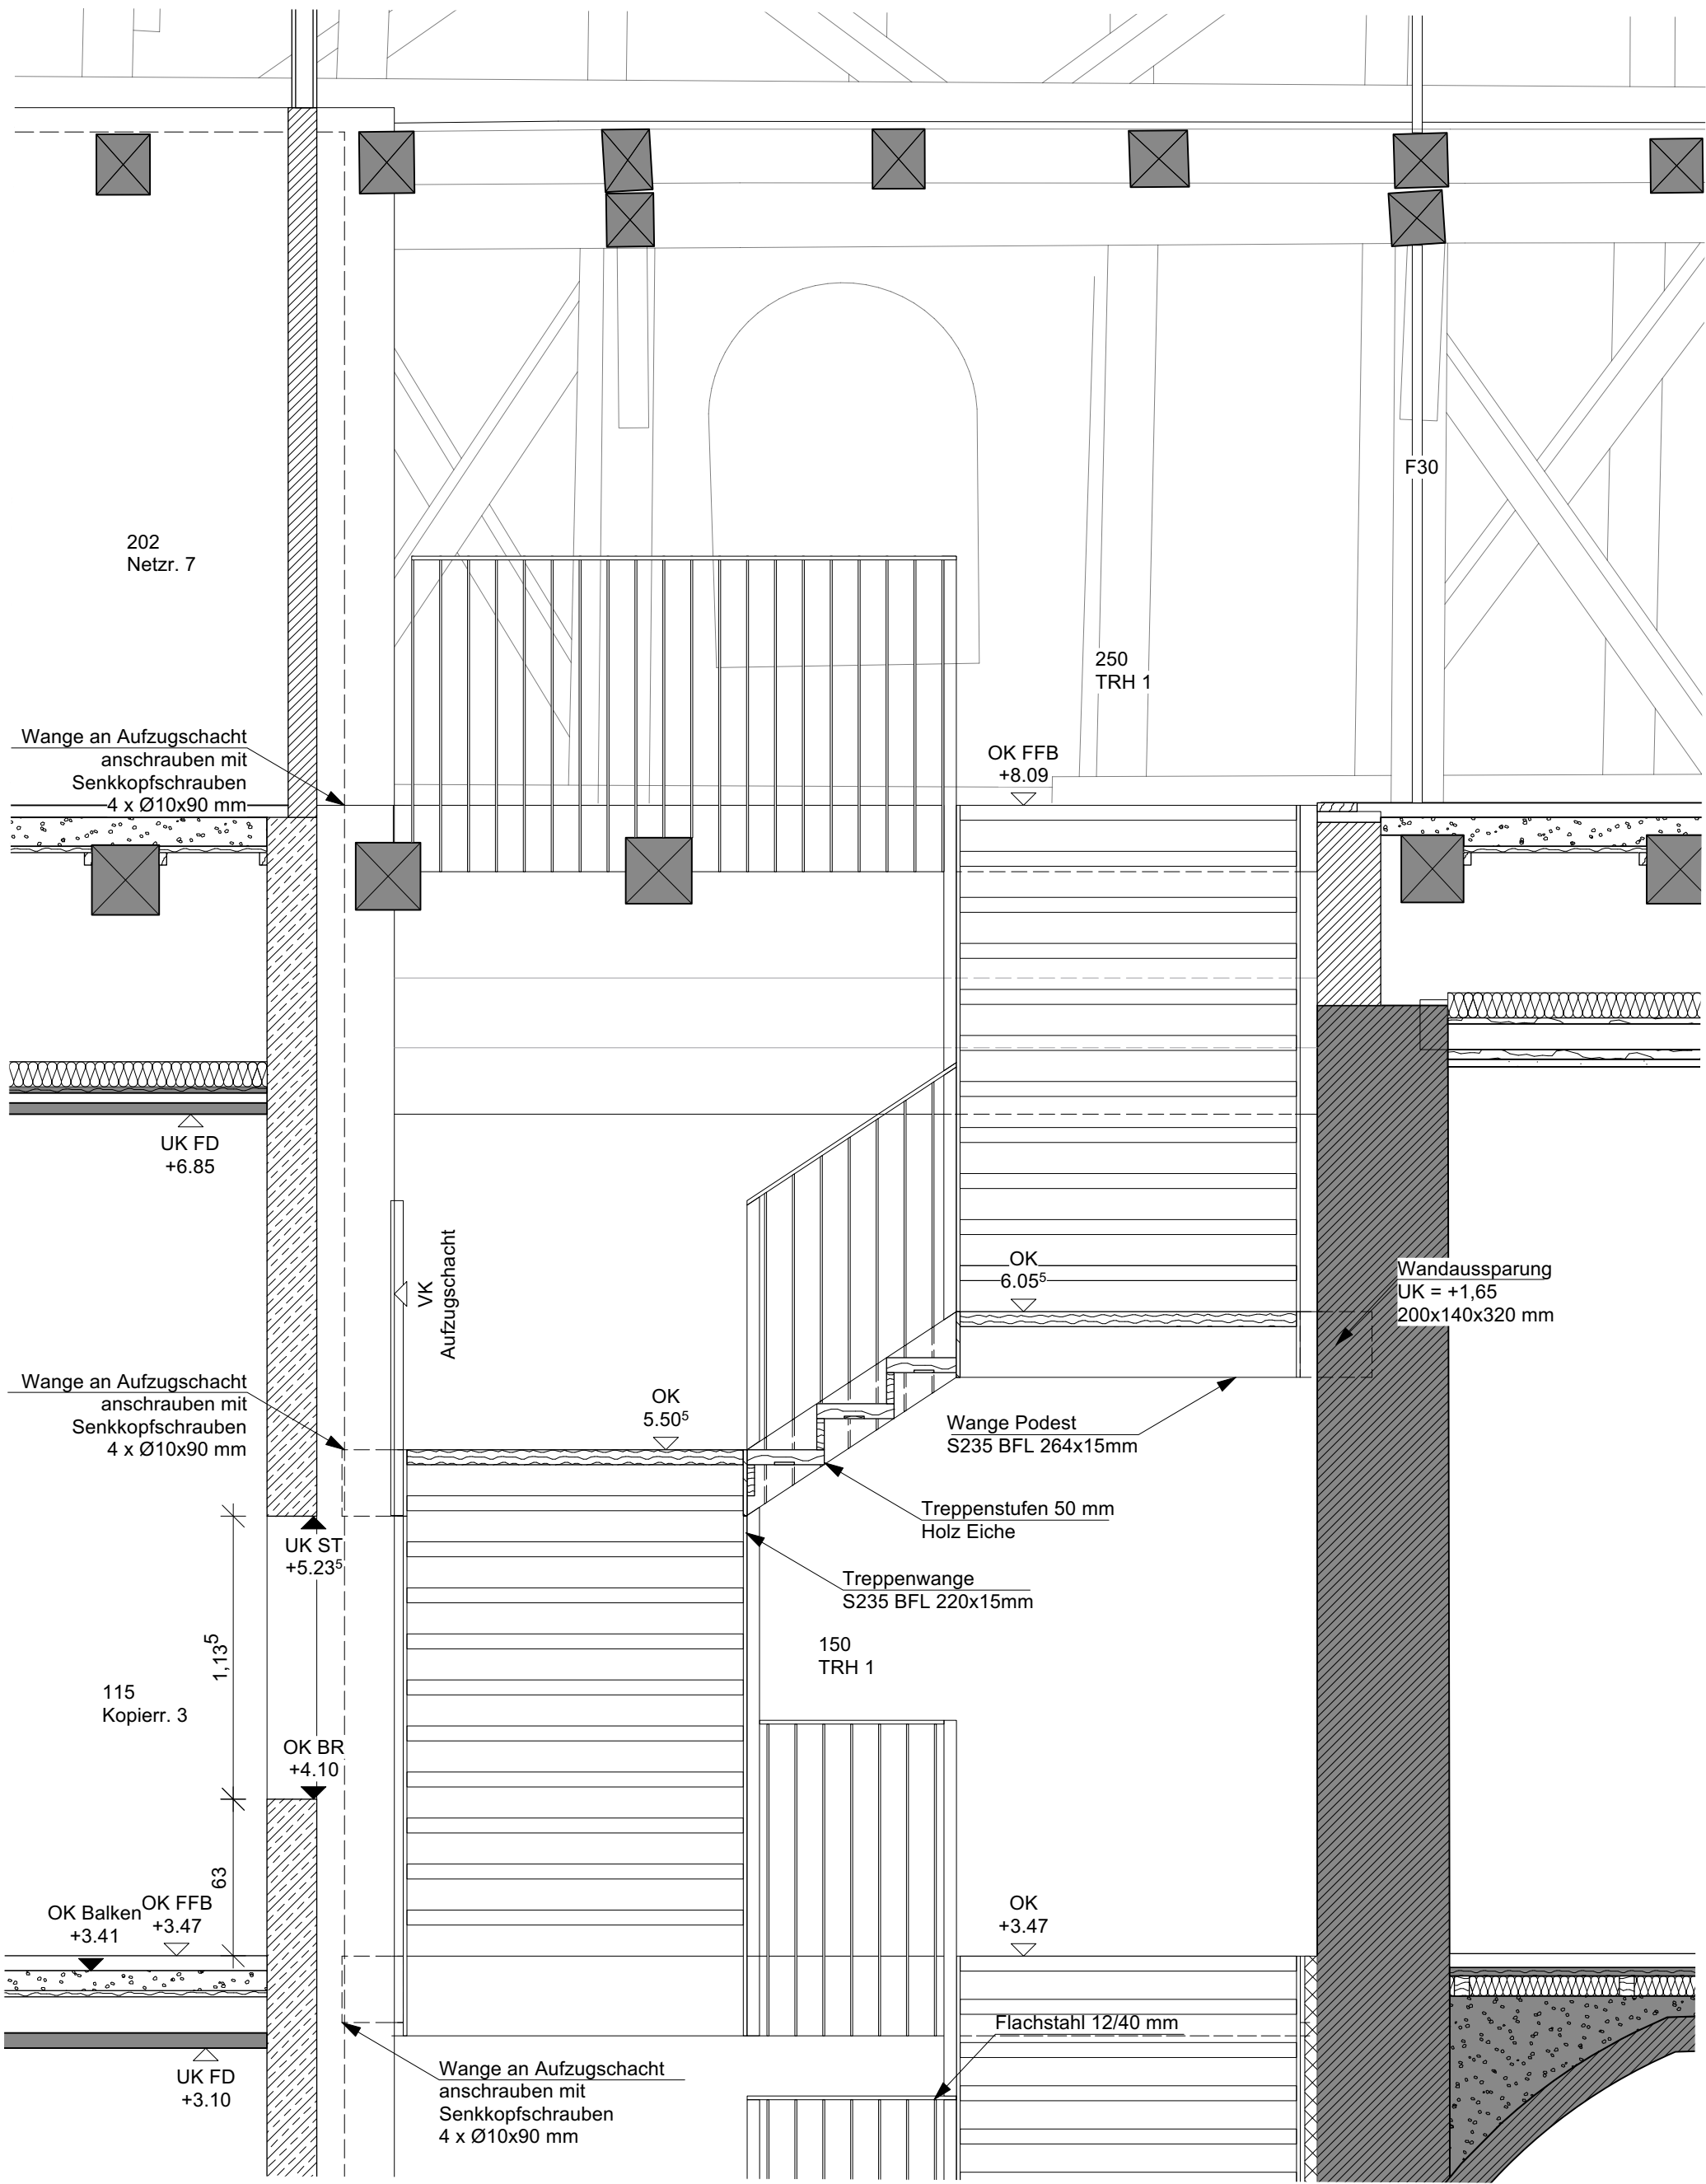 F30
202
Netzr. 7
250
TRH 1
Wange an Aufzugschacht
anschrauben mit
Senkkopfschrauben
4 x Ø10x90 mm
OK FFB
+8.09
UK FD
+6.85
VK
Aufzugschacht
OK
6.05⁵
Wandaussparung
UK = +1,65
200x140x320 mm
Wange an Aufzugschacht
anschrauben mit
Senkkopfschrauben
4 x Ø10x90 mm
OK
5.50⁵
Wange Podest
S235 BFL 264x15mm
Treppenstufen 50 mm
Holz Eiche
UK ST
+5.23⁵
Treppenwange
S235 BFL 220x15mm
1,13⁵
150
TRH 1
115
Kopierr. 3
OK BR
+4.10
63
OK Balken
+3.41
OK FFB
+3.47
OK
+3.47
Flachstahl 12/40 mm
UK FD
+3.10
Wange an Aufzugschacht
anschrauben mit
Senkkopfschrauben
4 x Ø10x90 mm